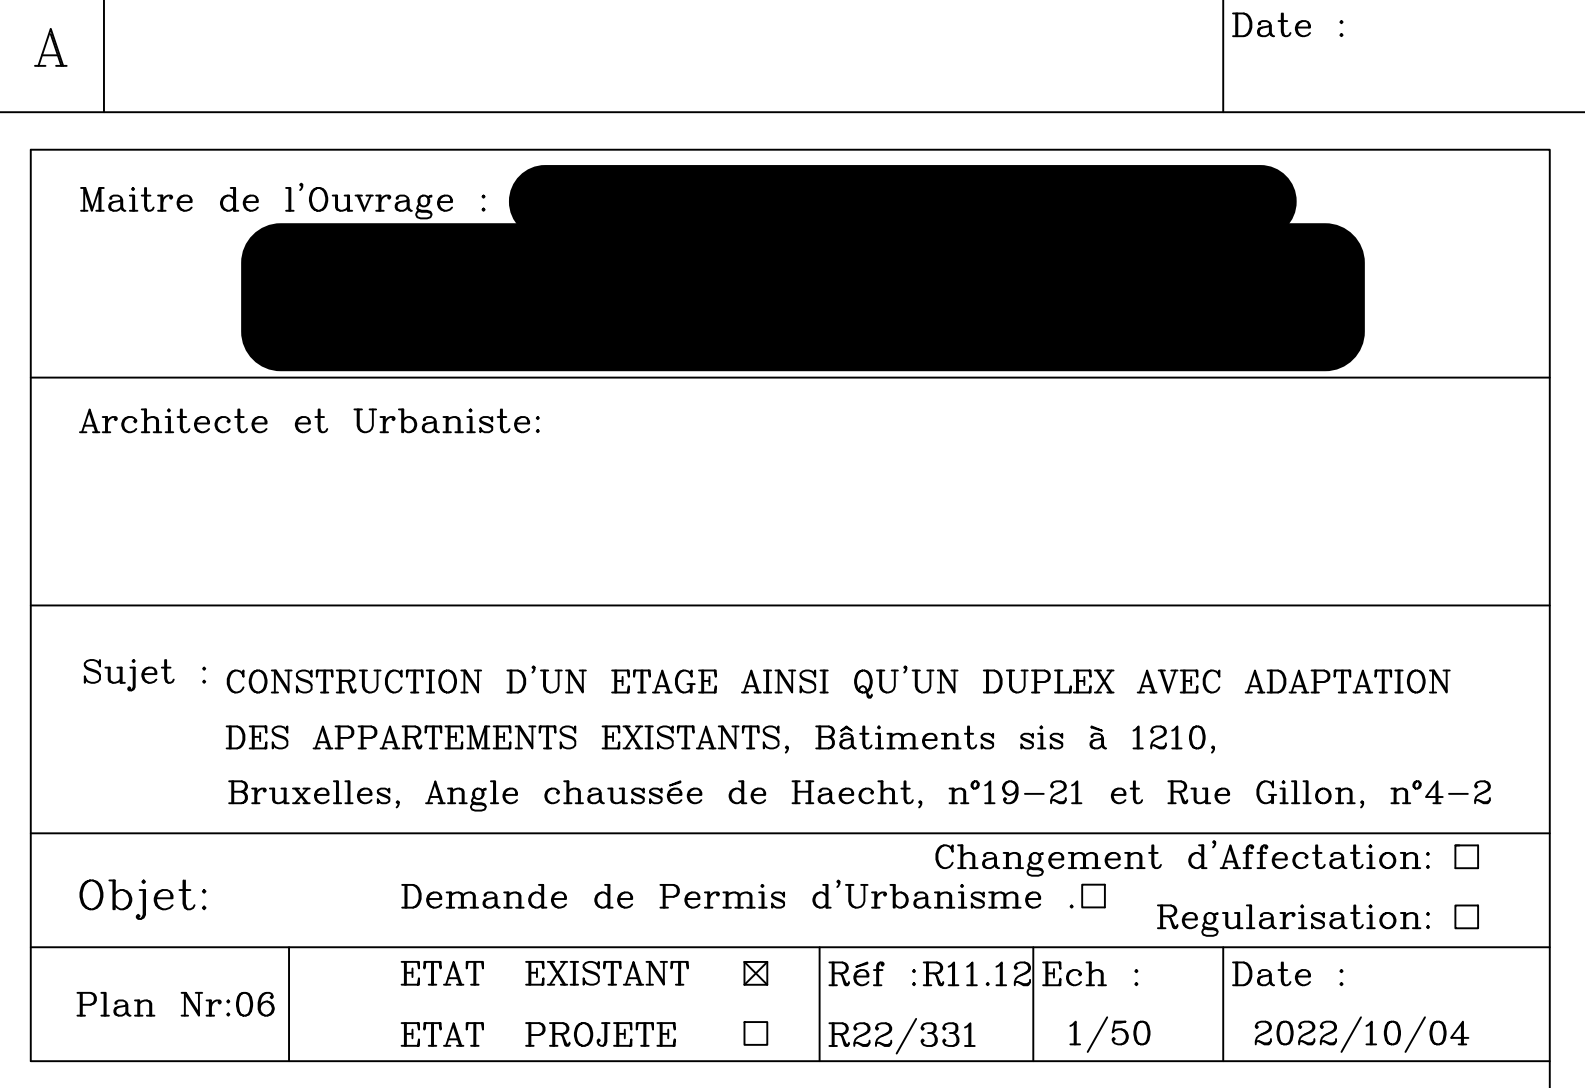 A
Date :
Maitre de l'Ouvrage :
Architecte et Urbaniste:
Sujet : CONSTRUCTION D'UN ETAGE AINSI QU'UN DUPLEX AVEC ADAPTATION
DES APPARTEMENTS EXISTANTS, Bâtiments sis à 1210,
Bruxelles, Angle chaussée de Haecht, n°19-21 et Rue Gillon, n°4-2
Changement d'Affectation: ☐
Objet: Demande de Permis d'Urbanisme .☐
Regularisation: ☐
Plan Nr:06
ETAT EXISTANT ☒
ETAT PROJETE ☐
Réf :R11.12
R22/331
Ech :
1/50
Date :
2022/10/04